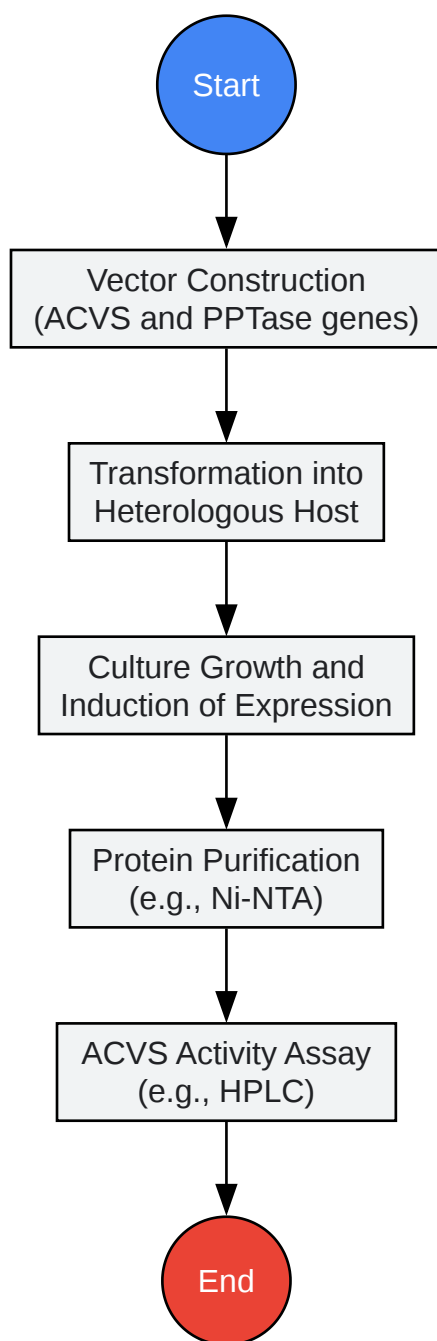 Start
Vector Construction
(ACVS and PPTase genes)
Transformation into
Heterologous Host
Culture Growth and
Induction of Expression
Protein Purification
(e.g., Ni-NTA)
ACVS Activity Assay
(e.g., HPLC)
End